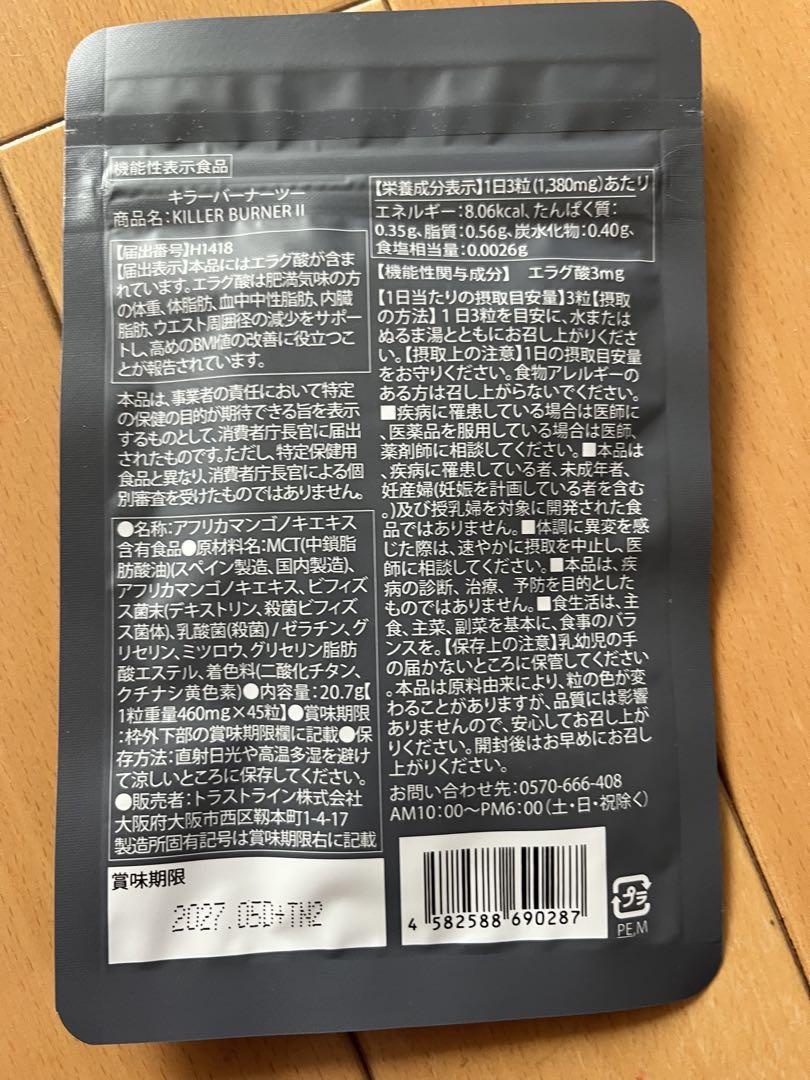 機能性表示食品
キラーバーナーツー
商品名:KILLER BURNER II
【届出番号】H1418
【届出表示】本品にはエラグ酸が含ま
れています。エラグ酸は肥満気味の方
の体重、体脂肪、血中中性脂肪、内臓
脂肪、ウエスト周囲径の減少をサポー
トし、高めのBMI値の改善に役立つこ
とが報告されています。
本品は、事業者の責任において特定
の保健の目的が期待できる旨を表示
するものとして、消費者庁長官に届出
されたものです。ただし、特定保健用
食品と異なり、消費者庁長官による個
別審査を受けたものではありません。
●名称:アフリカマンゴノキエキス
含有食品●原材料名:MCT(中鎖脂
肪酸油)(スペイン製造、国内製造)、
アフリカマンゴノキエキス、ビフィズ
ス菌末(デキストリン、殺菌ビフィズ
ス菌体)、乳酸菌(殺菌) / ゼラチン、グ
リセリン、ミツロウ、グリセリン脂肪
酸エステル、着色料(二酸化チタン、
クチナシ黄色素)●内容量:20.7g【
1粒重量460mg×45粒】●賞味期限
:枠外下部の賞味期限欄に記載●保
存方法:直射日光や高温多湿を避け
て涼しいところに保存してください。
●販売者:トラストライン株式会社
大阪府大阪市西区靱本町1-4-17
製造所固有記号は賞味期限右に記載
賞味期限
2027.05D+TN2
【栄養成分表示】1日3粒(1,380mg)あたり
エネルギー:8.06kcal、たんぱく質:
0.35g、脂質:0.56g、炭水化物:0.40g、
食塩相当量:0.0026g
【機能性関与成分】 エラグ酸3mg
【1日当たりの摂取目安量】3粒【摂取
の方法】1日3粒を目安に、水または
ぬるま湯とともにお召し上がりくださ
い。【摂取上の注意】1日の摂取目安量
をお守りください。食物アレルギーの
ある方は召し上がらないでください。
■疾病に罹患している場合は医師に
、医薬品を服用している場合は医師、
薬剤師に相談してください。■本品は
、疾病に罹患している者、未成年者、
妊産婦(妊娠を計画している者を含む
。)及び授乳婦を対象に開発された食
品ではありません。■体調に異変を感
じた際は、速やかに摂取を中止し、医
師に相談してください。■本品は、疾
病の診断、治療、予防を目的とした
ものではありません。■食生活は、主
食、主菜、副菜を基本に、食事のバラ
ンスを。【保存上の注意】乳幼児の手
の届かないところに保管してください
。本品は原料由来により、粒の色が変
わることがありますが、品質には影響
ありませんので、安心してお召し上が
りください。開封後はお早めにお召し
上がりください。
お問い合わせ先:0570-666-408
AM10:00〜PM6:00(土・日・祝除く)
4 582588 690287
プラ
PE,M